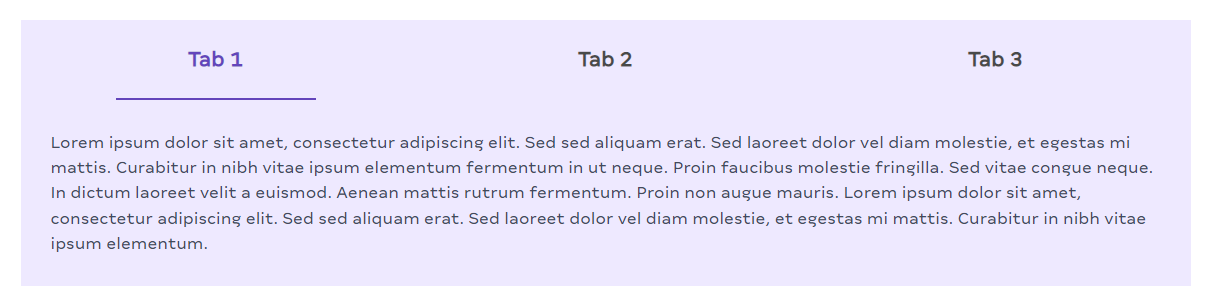 Tab 1 Tab 2 Tab 3
Lorem ipsum dolor sit amet, consectetur adipiscing elit. Sed sed aliquam erat. Sed laoreet dolor vel diam molestie, et egestas mi
mattis. Curabitur in nibh vitae ipsum elementum fermentum in ut neque. Proin faucibus molestie fringilla. Sed vitae congue neque.
In dictum laoreet velit a euismod. Aenean mattis rutrum fermentum. Proin non augue mauris. Lorem ipsum dolor sit amet,
consectetur adipiscing elit. Sed sed aliquam erat. Sed laoreet dolor vel diam molestie, et egestas mi mattis. Curabitur in nibh vitae
ipsum elementum.